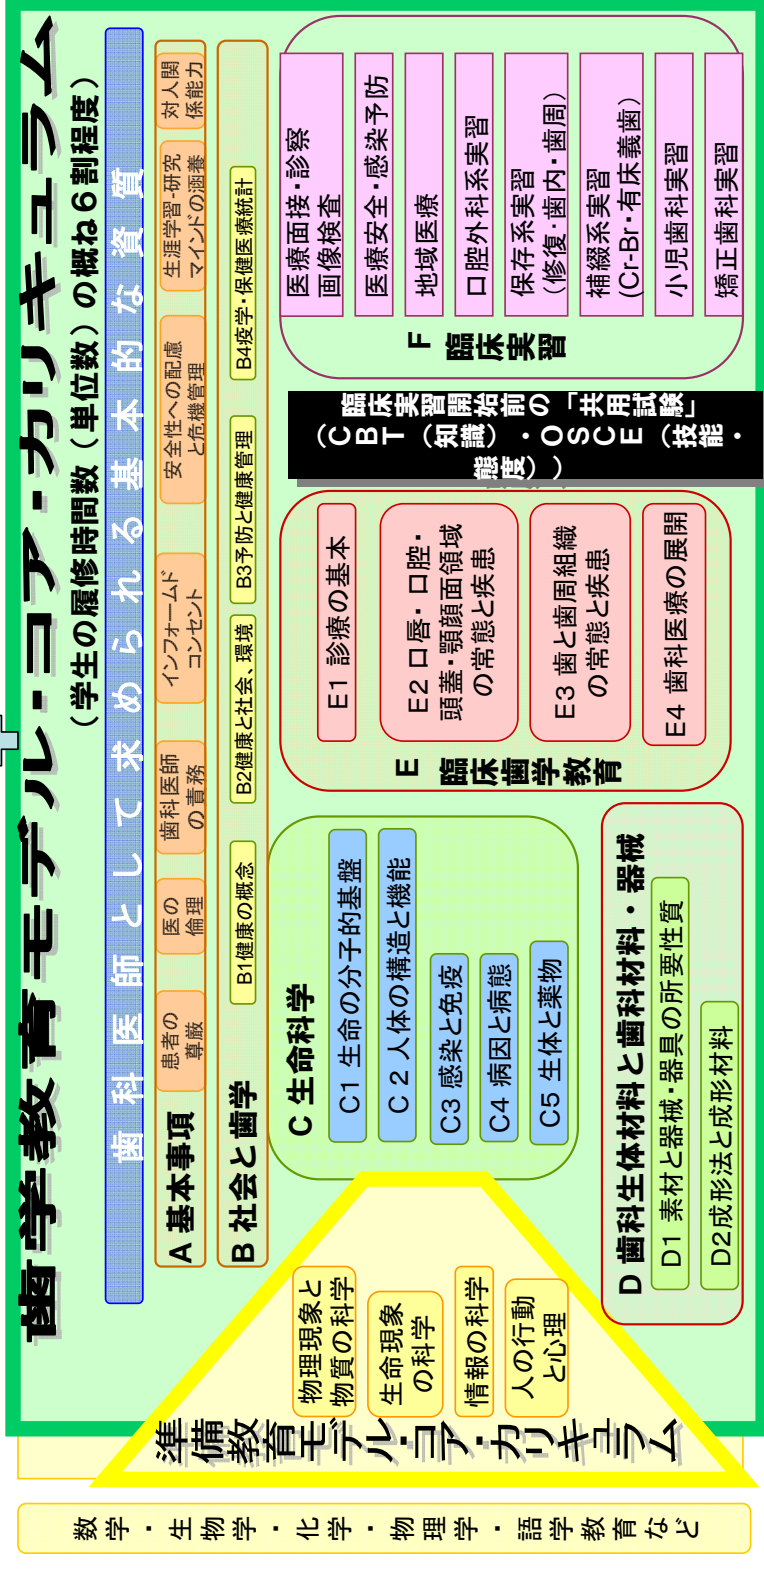 歯学教育モデル・コア・カリキュラム
（学生の履修時間数（単位数）の概ね６割程度）
歯科医師として求められる基本的な資質
A 基本事項
患者の
尊厳
医の
倫理
歯科医師
の責務
インフォームド
コンセント
安全性への配慮
と危機管理
生涯学習・研究
マインドの涵養
対人関
係能力
B 社会と歯学
B1健康の概念
B2健康と社会、環境
B3予防と健康管理
B4疫学・保健医療統計
C 生命科学
C1 生命の分子的基盤
C 2 人体の構造と機能
C3 感染と免疫
C4 病因と病態
C5 生体と薬物
D 歯科生体材料と歯科材料・器械
D1 素材と器械・器具の所要性質
D2成形法と成形材料
E 臨床歯学教育
E1 診療の基本
E2 口唇・口腔・
頭蓋・顎顔面領域
の常態と疾患
E3 歯と歯周組織
の常態と疾患
E4 歯科医療の展開
臨床実習開始前の「共用試験」
（ＣＢＴ（知識）・ＯＳＣＥ（技能・
態度））
F 臨床実習
医療面接・診察
画像検査
医療安全・感染予防
地域医療
口腔外科系実習
保存系実習
（修復・歯内・歯周）
補綴系実習
(Cr-Br・有床義歯)
小児歯科実習
矯正歯科実習
準備教育モデル・コア・カリキュラム
物理現象と
物質の科学
生命現象
の科学
情報の科学
人の行動
と心理
数学・生物学・化学・物理学・語学教育など